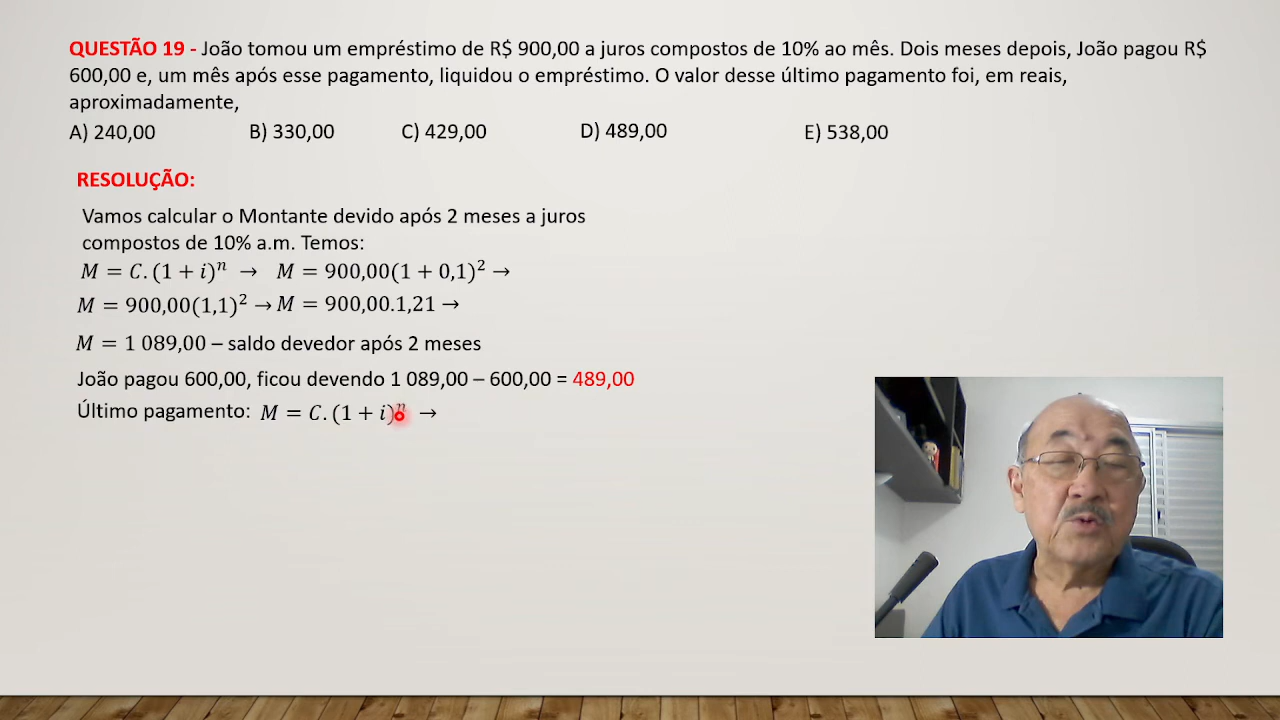 QUESTÃO 19 - João tomou um empréstimo de R$ 900,00 a juros compostos de 10% ao mês. Dois meses depois, João pagou R$
600,00 e, um mês após esse pagamento, liquidou o empréstimo. O valor desse último pagamento foi, em reais,
aproximadamente,
A) 240,00 B) 330,00 C) 429,00 D) 489,00 E) 538,00
RESOLUÇÃO:
Vamos calcular o Montante devido após 2 meses a juros
compostos de 10% a.m. Temos:
M = C.(1 + i)ⁿ → M = 900,00(1 + 0,1)² →
M = 900,00(1,1)² → M = 900,00.1,21 →
M = 1 089,00 – saldo devedor após 2 meses
João pagou 600,00, ficou devendo 1 089,00 – 600,00 = 489,00
Último pagamento: M = C.(1 + i)ⁿ →